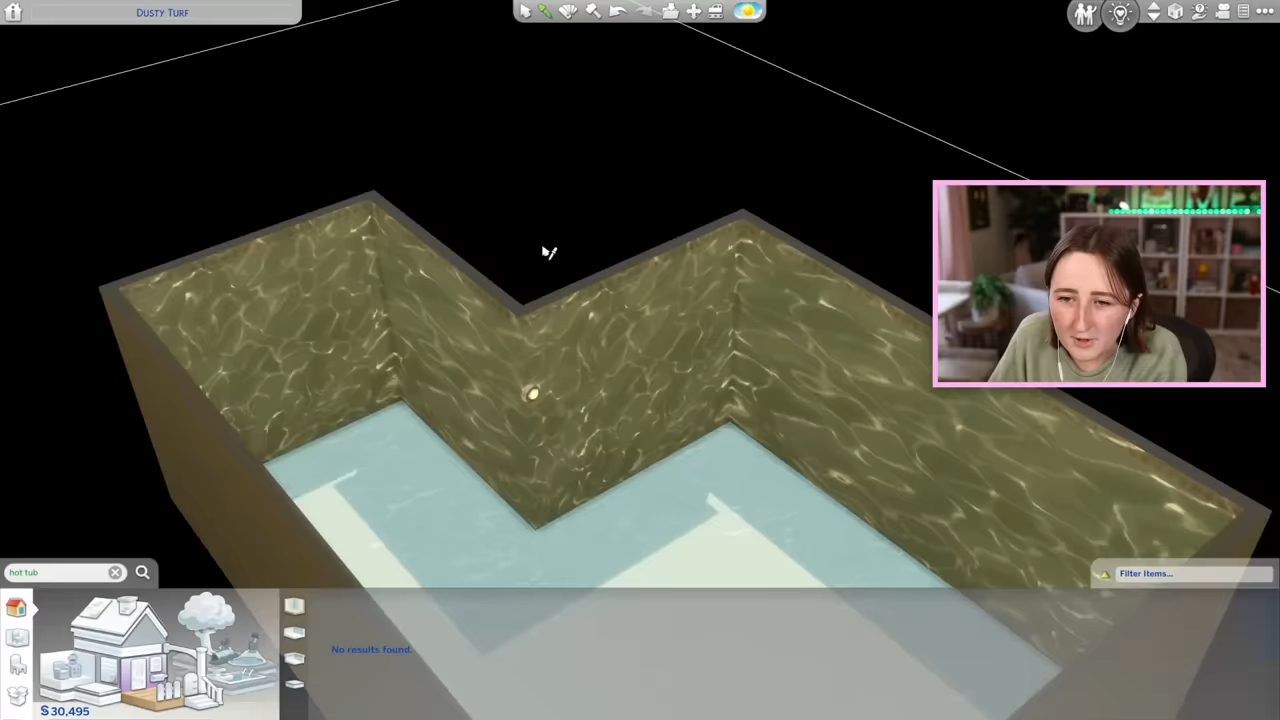 Dusty Turf
hot tub
Filter Items...
No results found.
$30,495